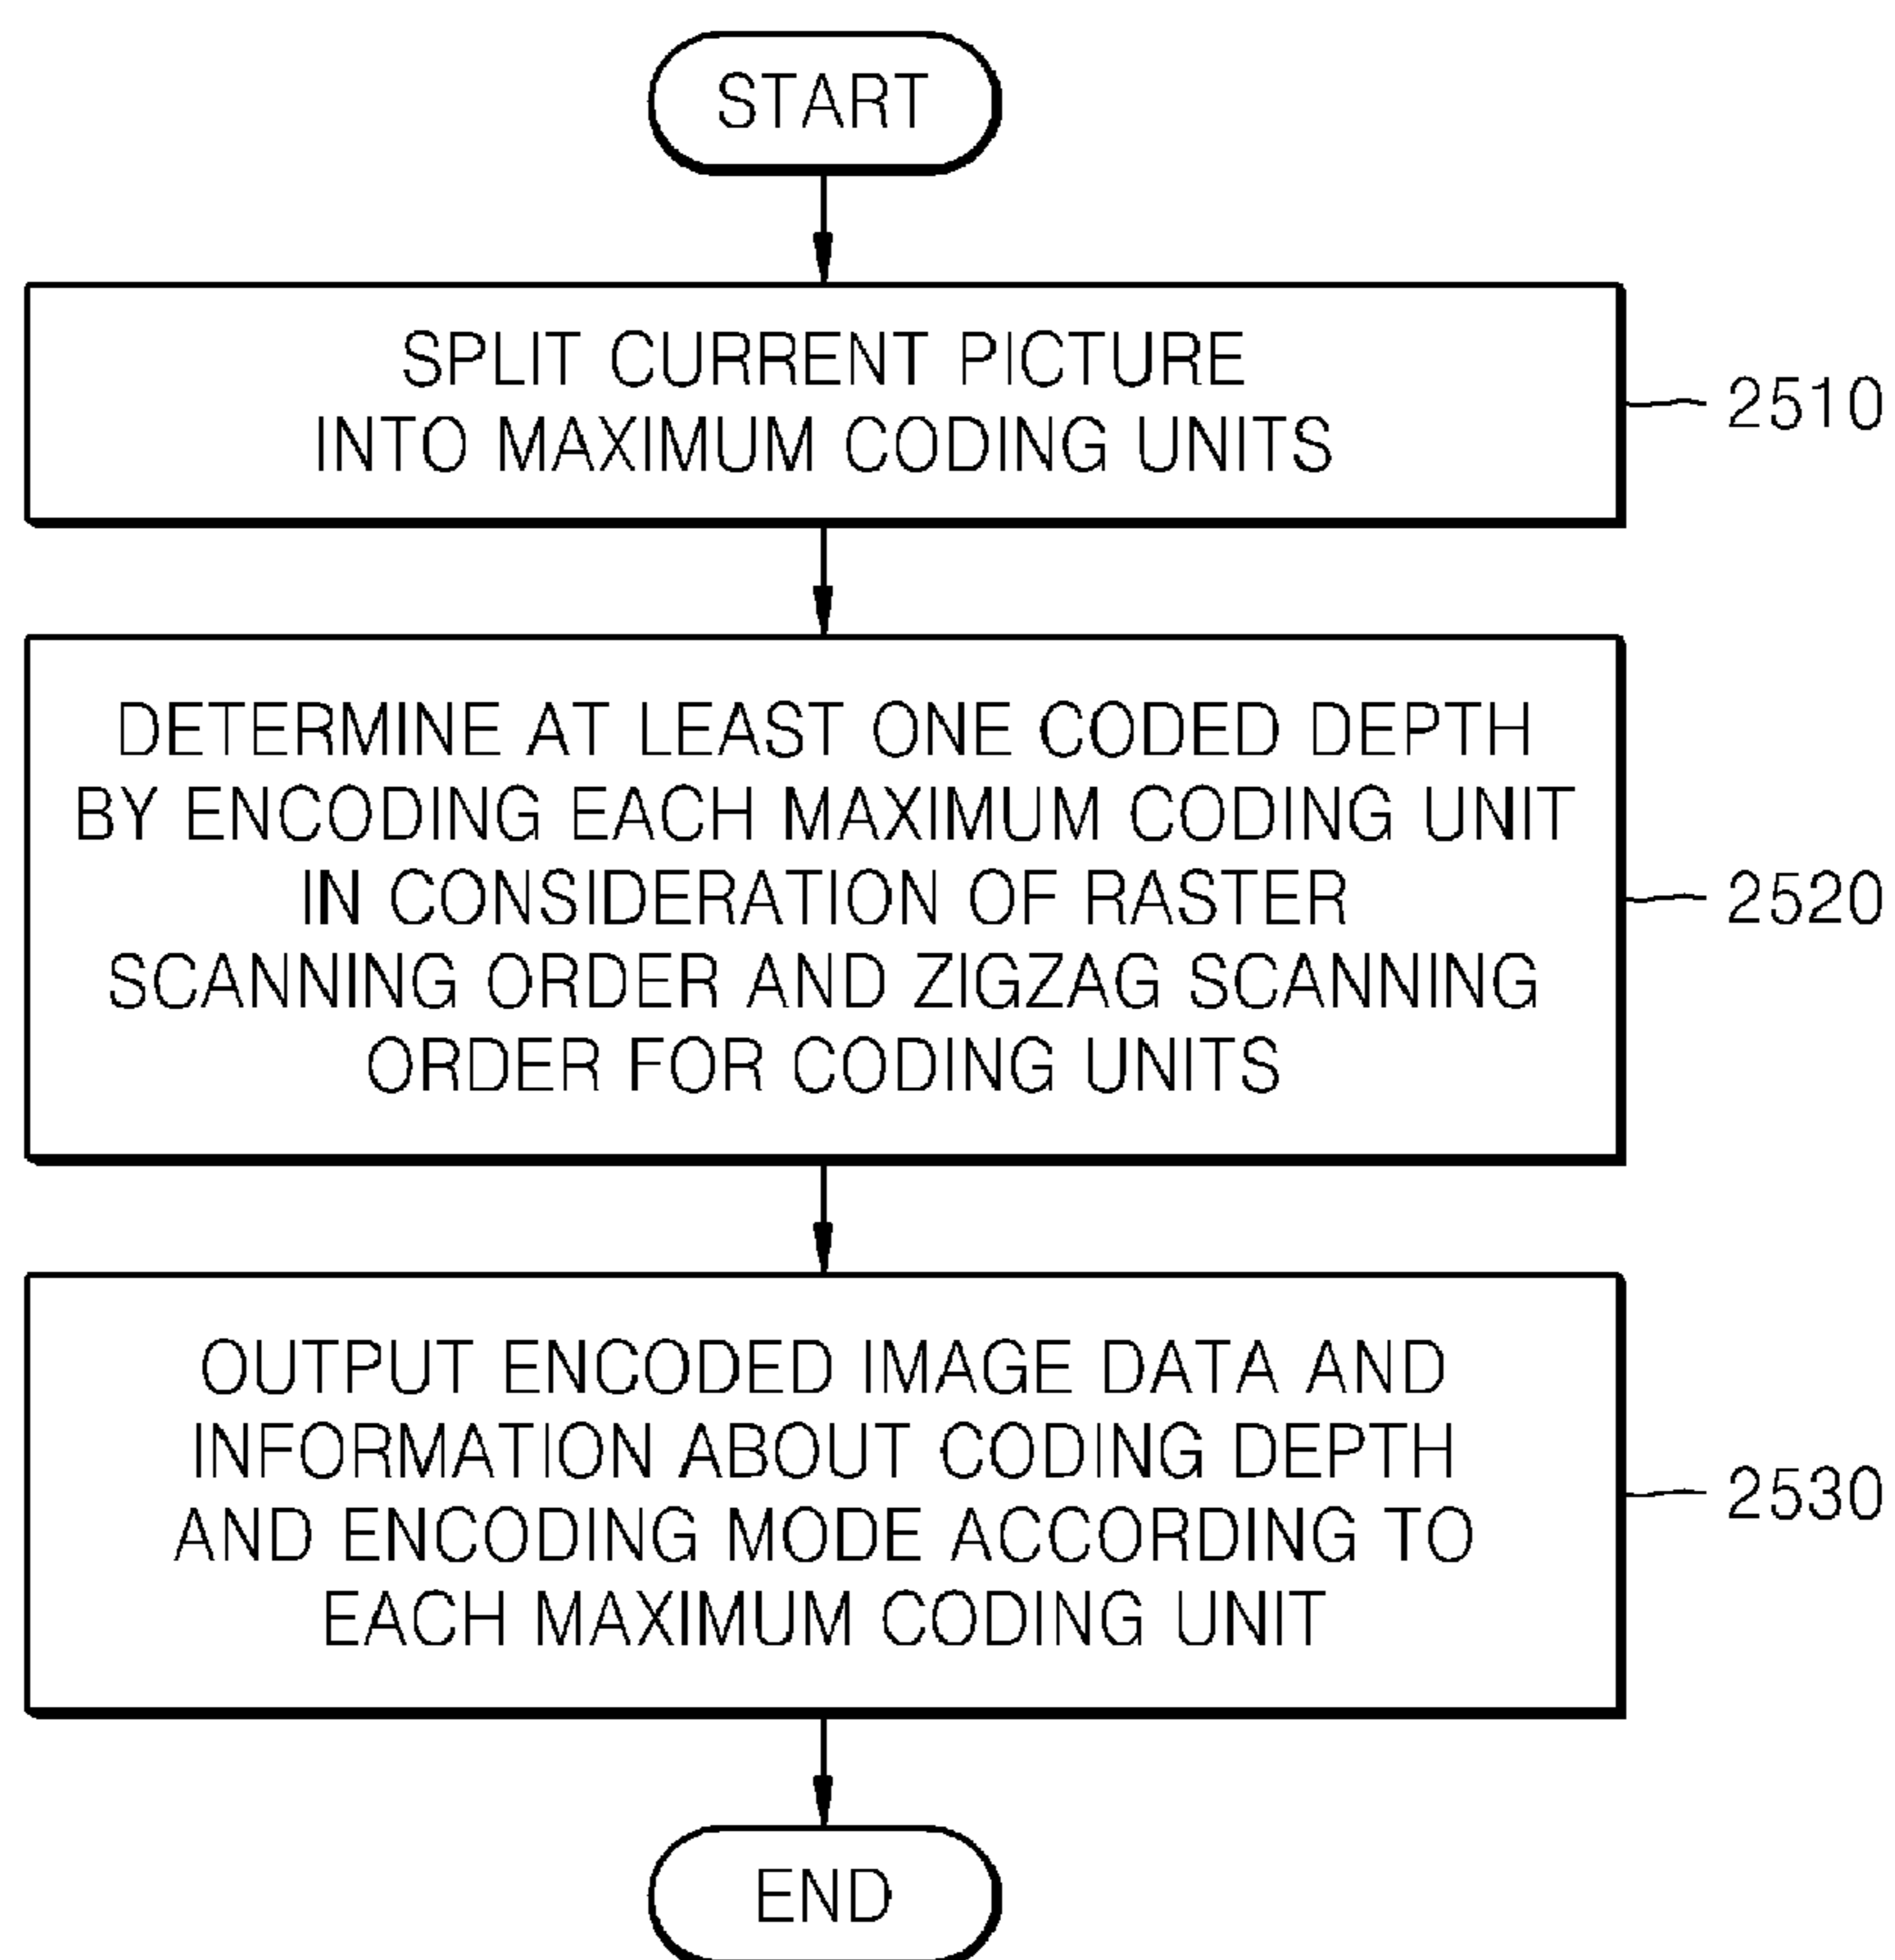 START
SPLIT CURRENT PICTURE
INTO MAXIMUM CODING UNITS
2510
DETERMINE AT LEAST ONE CODED DEPTH
BY ENCODING EACH MAXIMUM CODING UNIT
IN CONSIDERATION OF RASTER
SCANNING ORDER AND ZIGZAG SCANNING
ORDER FOR CODING UNITS
2520
OUTPUT ENCODED IMAGE DATA AND
INFORMATION ABOUT CODING DEPTH
AND ENCODING MODE ACCORDING TO
EACH MAXIMUM CODING UNIT
2530
END